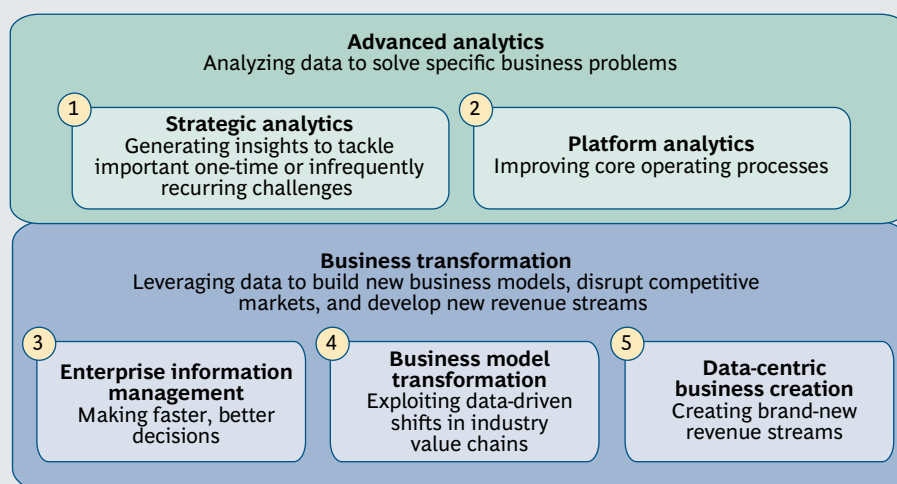 Advanced analytics
Analyzing data to solve specific business problems
1
Strategic analytics
Generating insights to tackle
important one-time or infrequently
recurring challenges
2
Platform analytics
Improving core operating processes
Business transformation
Leveraging data to build new business models, disrupt competitive
markets, and develop new revenue streams
3
Enterprise information
management
Making faster, better
decisions
4
Business model
transformation
Exploiting data-driven
shifts in industry
value chains
5
Data-centric
business creation
Creating brand-new
revenue streams